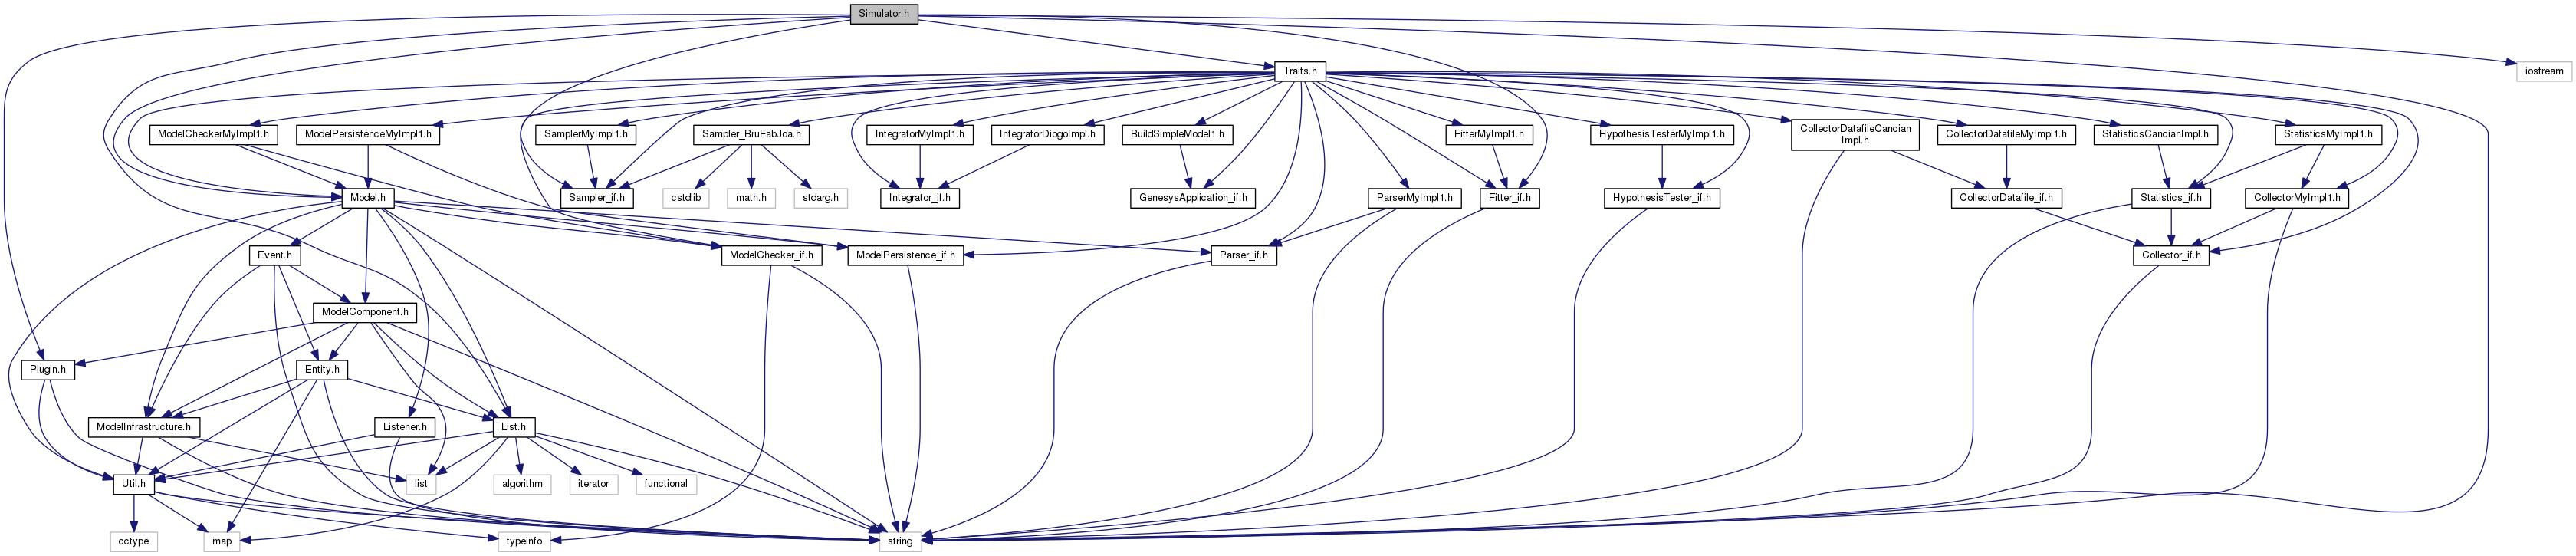 Simulator.h
Traits.h
iostream
ModelCheckerMyImpl1.h
ModelPersistenceMyImpl1.h
SamplerMyImpl1.h
Sampler_BruFabJoa.h
IntegratorMyImpl1.h
IntegratorDiogoImpl.h
BuildSimpleModel1.h
FitterMyImpl1.h
HypothesisTesterMyImpl1.h
CollectorDatafileCancian
Impl.h
CollectorDatafileMyImpl1.h
StatisticsCancianImpl.h
StatisticsMyImpl1.h
Model.h
Sampler_if.h
cstdlib
math.h
stdarg.h
Integrator_if.h
GenesysApplication_if.h
ParserMyImpl1.h
Fitter_if.h
HypothesisTester_if.h
CollectorDatafile_if.h
Statistics_if.h
CollectorMyImpl1.h
Event.h
ModelChecker_if.h
ModelPersistence_if.h
Parser_if.h
Collector_if.h
ModelComponent.h
Plugin.h
Entity.h
ModelInfrastructure.h
Listener.h
List.h
Util.h
list
algorithm
iterator
functional
cctype
map
typeinfo
string